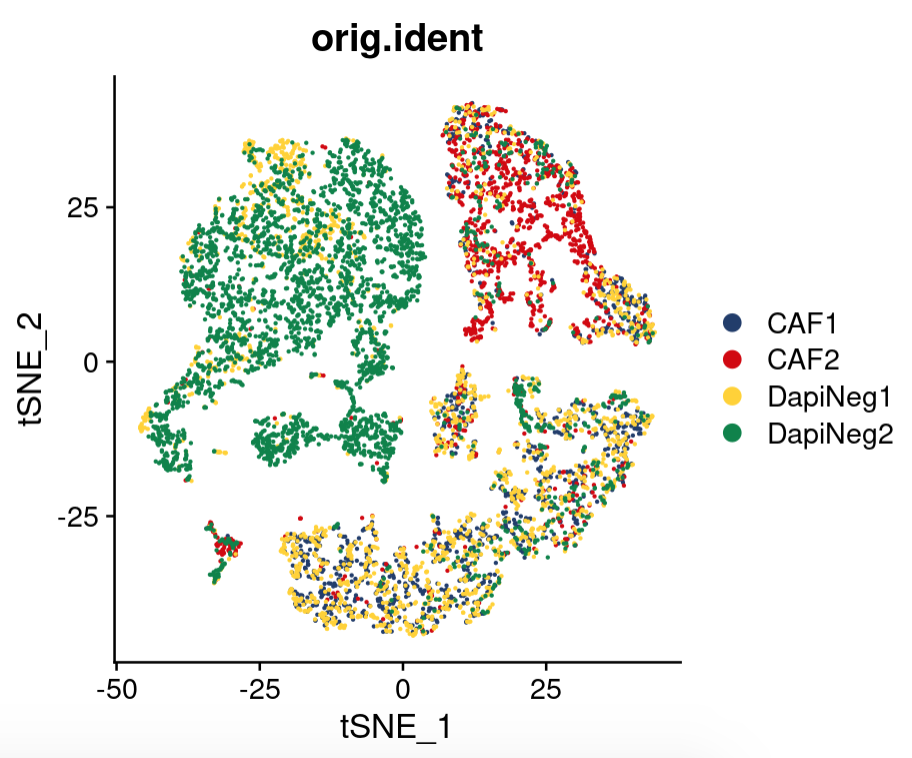 orig.ident
tSNE_2
25
0
-25
-50
-25
0
25
tSNE_1
CAF1
CAF2
DapiNeg1
DapiNeg2